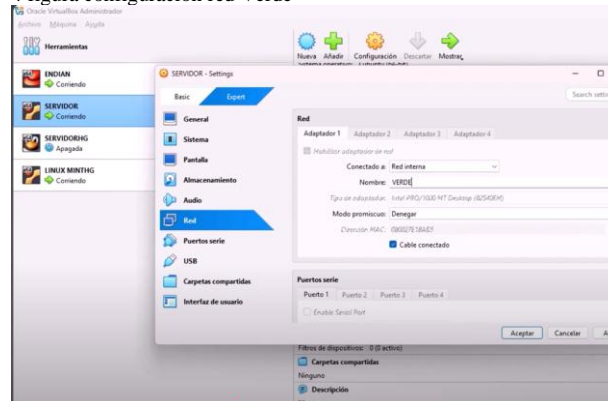 Figura configuración red Verde
Oracle VirtualBox Administrador
Archivo Máquina Ayuda
Herramientas
Nueva Añadir Configuración Descartar Mostrar
ENDIAN
Corriendo
SERVIDOR
Corriendo
SERVIDORHG
Apagada
LINUX MINTHG
Corriendo
SERVIDOR - Settings
Basic Expert
Search setti
General
Sistema
Pantalla
Almacenamiento
Audio
Red
Puertos serie
USB
Carpetas compartidas
Interfaz de usuario
Red
Adaptador 1 Adaptador 2 Adaptador 3 Adaptador 4
Habilitar adaptador de red
Conectado a: Red interna
Nombre: VERDE
Tipo de adaptador: Intel PRO/1000 MT Desktop (82540EM)
Modo promiscuo: Denegar
Dirección MAC:
Cable conectado
Puertos serie
Puerto 1 Puerto 2 Puerto 3 Puerto 4
Enable Serial Port
Aceptar Cancelar A
Filtros de dispositivos: 0 (0 activo)
Carpetas compartidas
Ninguno
Descripción